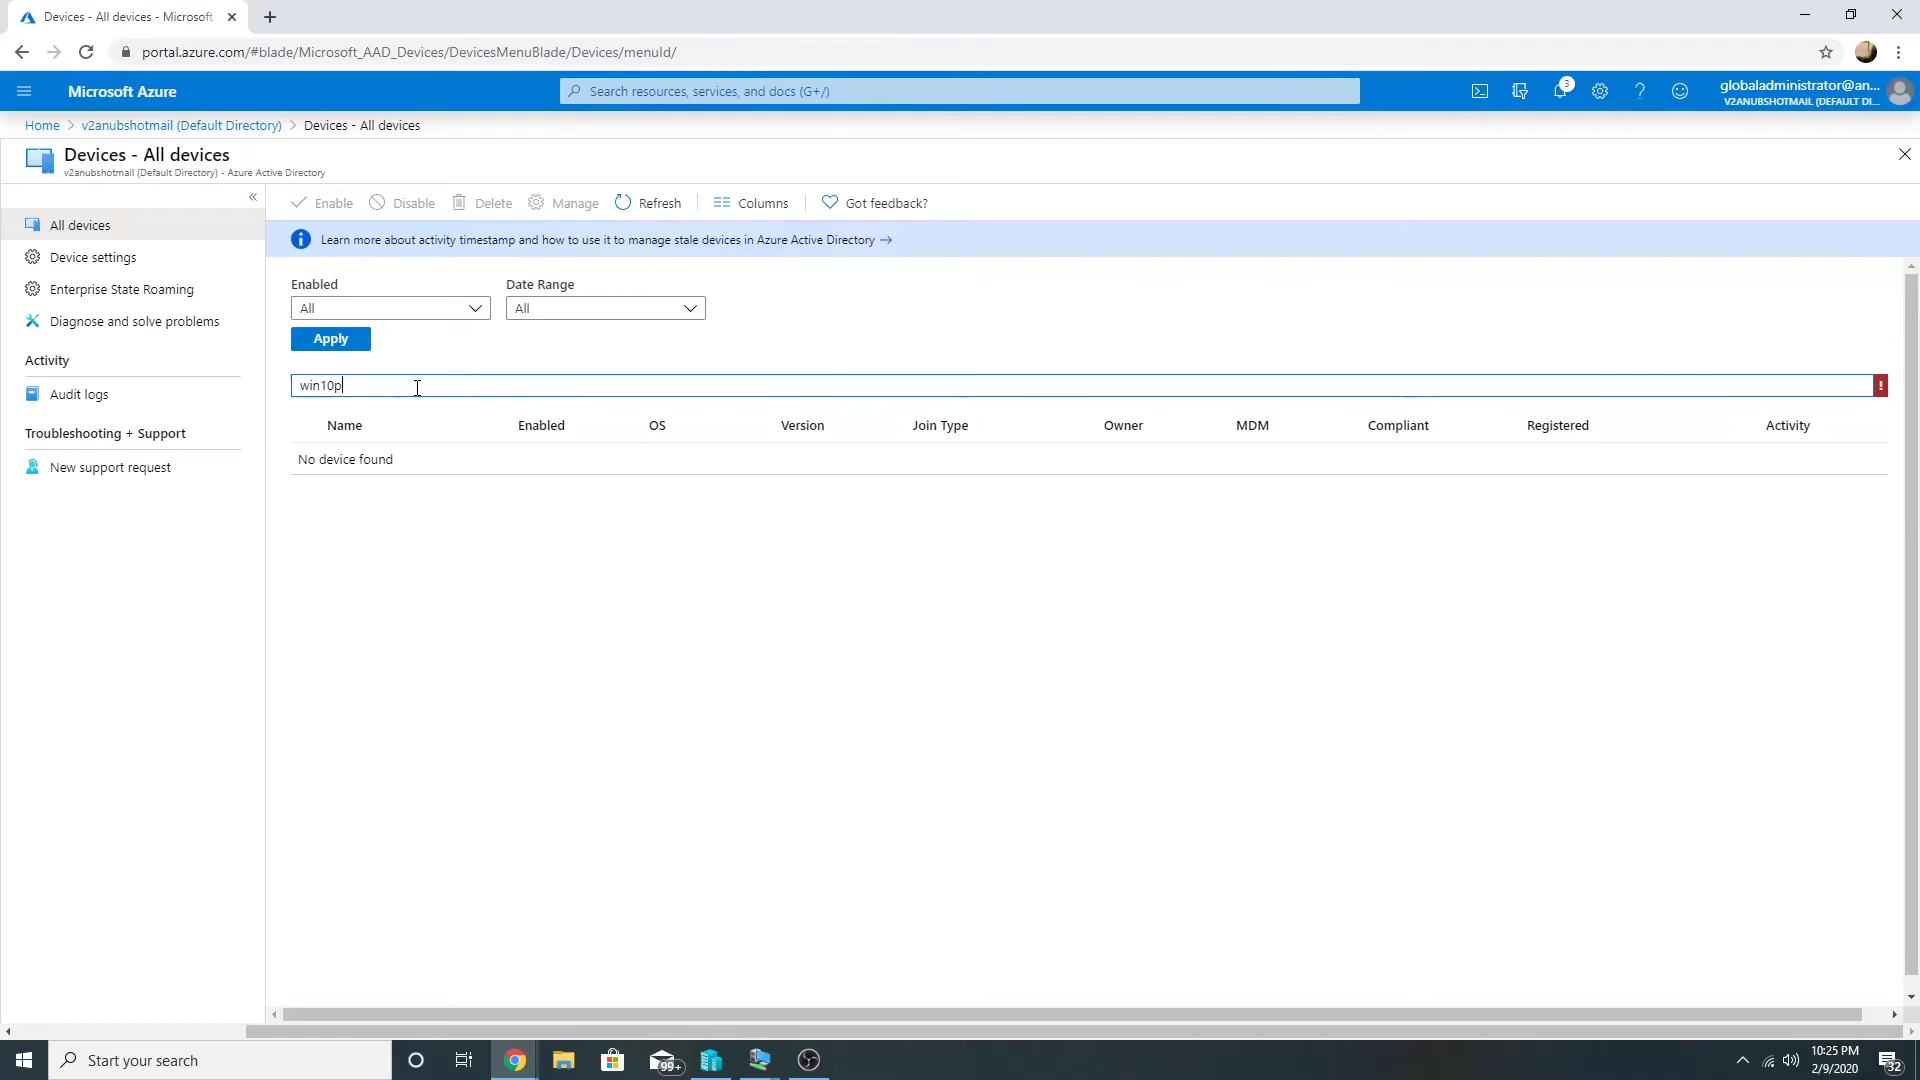 Devices - All devices - Microsoft
portal.azure.com/#blade/Microsoft_AAD_Devices/DevicesMenuBlade/Devices/menuId/
Microsoft Azure
Search resources, services, and docs (G+/)
3
globaladministrator@an...
V2ANUBSHOTMAIL (DEFAULT DI...
Home > v2anubshotmail (Default Directory) > Devices - All devices
Devices - All devices
v2anubshotmail (Default Directory) - Azure Active Directory
All devices
Device settings
Enterprise State Roaming
Diagnose and solve problems
Activity
Audit logs
Troubleshooting + Support
New support request
Enable Disable Delete Manage Refresh Columns Got feedback?
Learn more about activity timestamp and how to use it to manage stale devices in Azure Active Directory →
Enabled Date Range
All All
Apply
win10p
!
Name Enabled OS Version Join Type Owner MDM Compliant Registered Activity
No device found
Start your search
99+
10:25 PM
2/9/2020
32